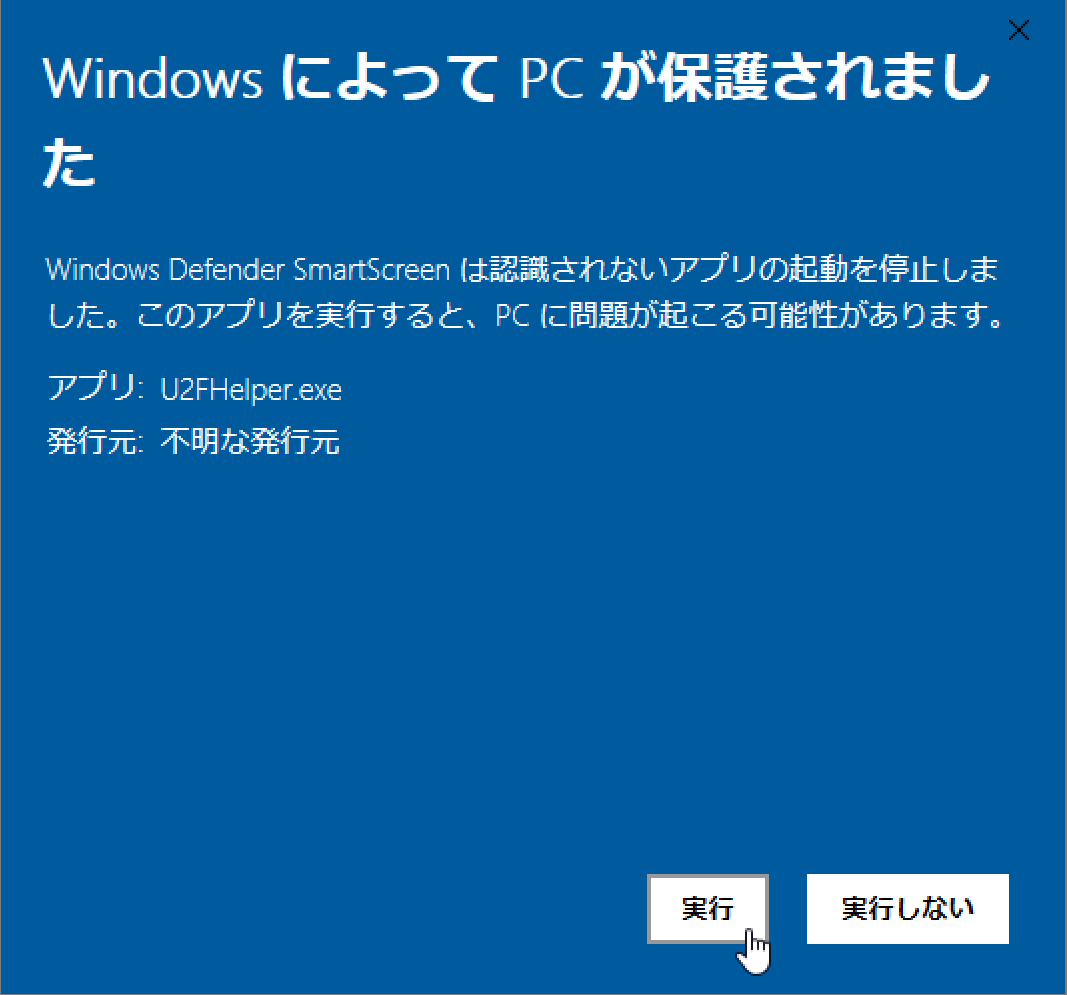 Windows によって PC が保護されまし
た
Windows Defender SmartScreen は認識されないアプリの起動を停止しま
した。このアプリを実行すると、PC に問題が起こる可能性があります。
アプリ: U2FHelper.exe
発行元: 不明な発行元
実行 実行しない